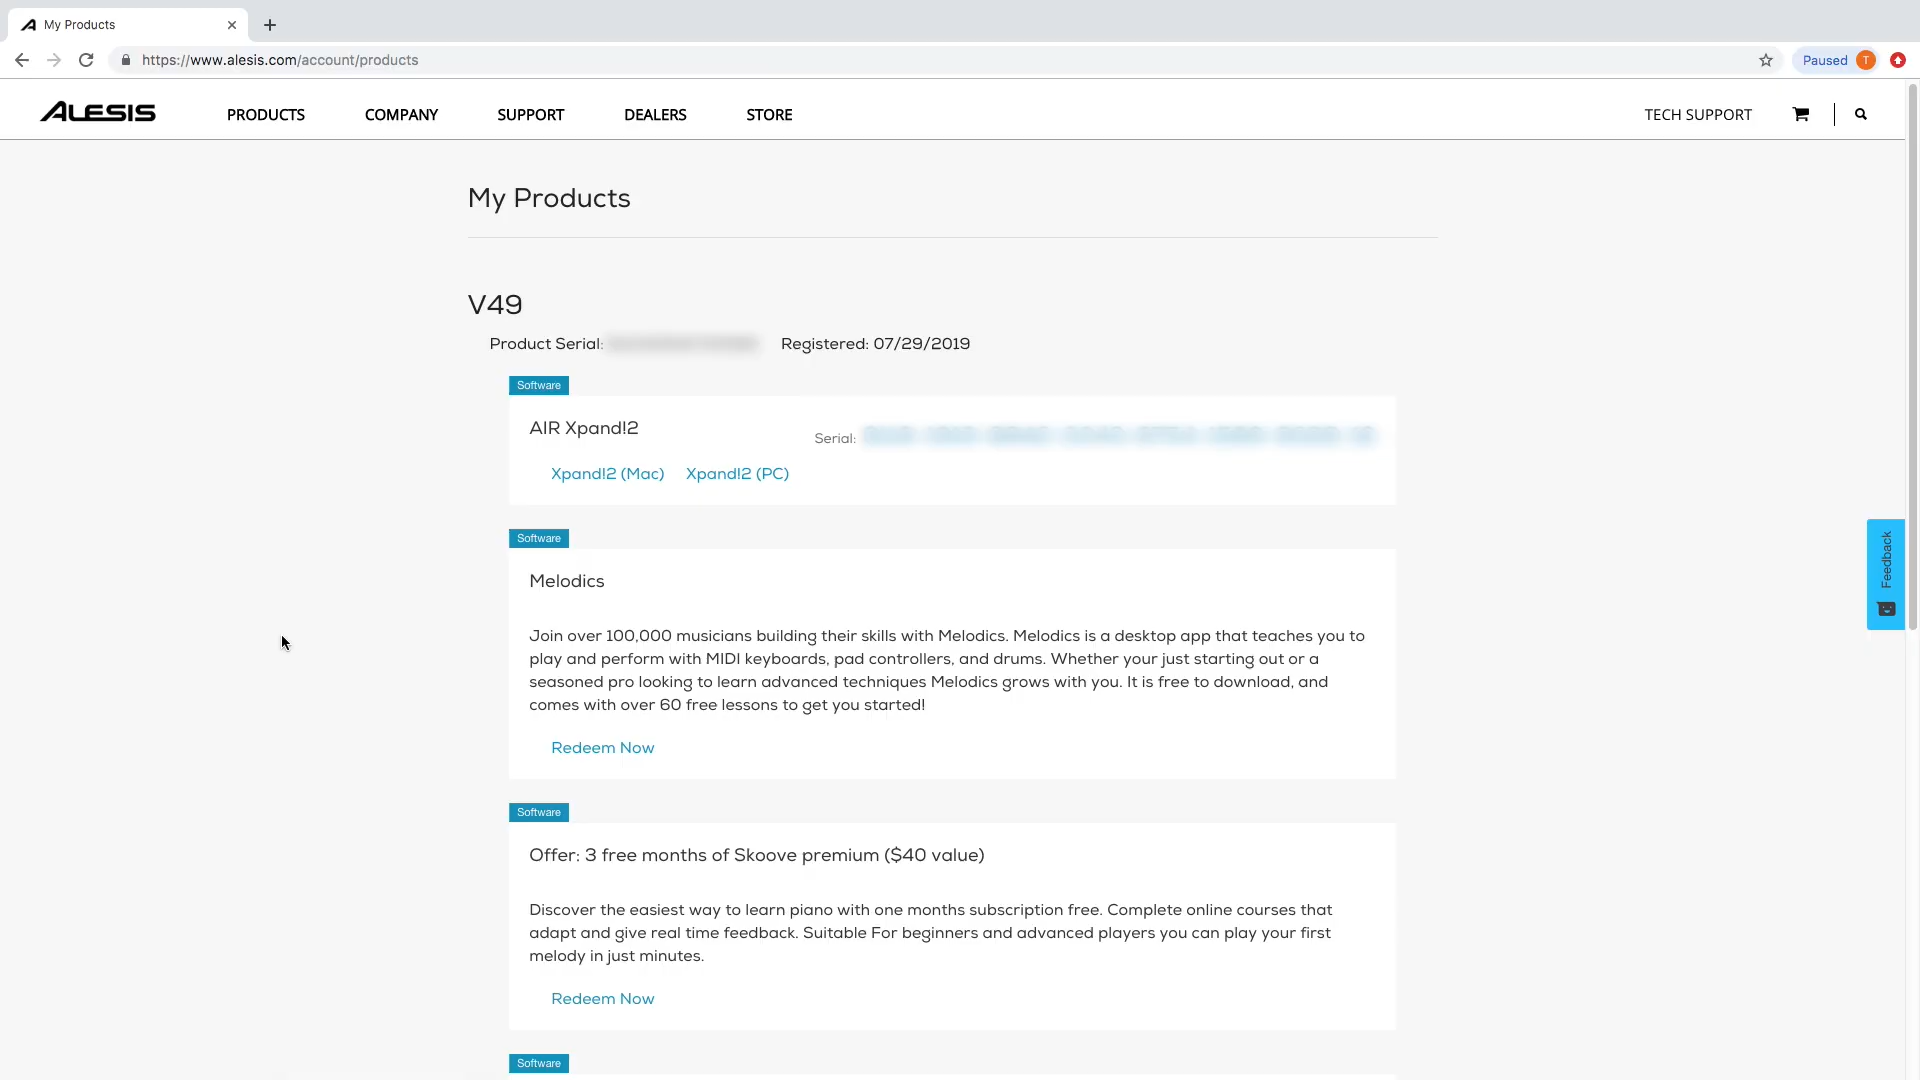 My Products
https://www.alesis.com/account/products
Paused T
ALESIS PRODUCTS COMPANY SUPPORT DEALERS STORE TECH SUPPORT
My Products
V49
Product Serial: Registered: 07/29/2019
Software
AIR Xpand!2
Serial:
Xpand!2 (Mac) Xpand!2 (PC)
Software
Melodics
Join over 100,000 musicians building their skills with Melodics. Melodics is a desktop app that teaches you to
play and perform with MIDI keyboards, pad controllers, and drums. Whether your just starting out or a
seasoned pro looking to learn advanced techniques Melodics grows with you. It is free to download, and
comes with over 60 free lessons to get you started!
Redeem Now
Feedback
Software
Offer: 3 free months of Skoove premium ($40 value)
Discover the easiest way to learn piano with one months subscription free. Complete online courses that
adapt and give real time feedback. Suitable For beginners and advanced players you can play your first
melody in just minutes.
Redeem Now
Software